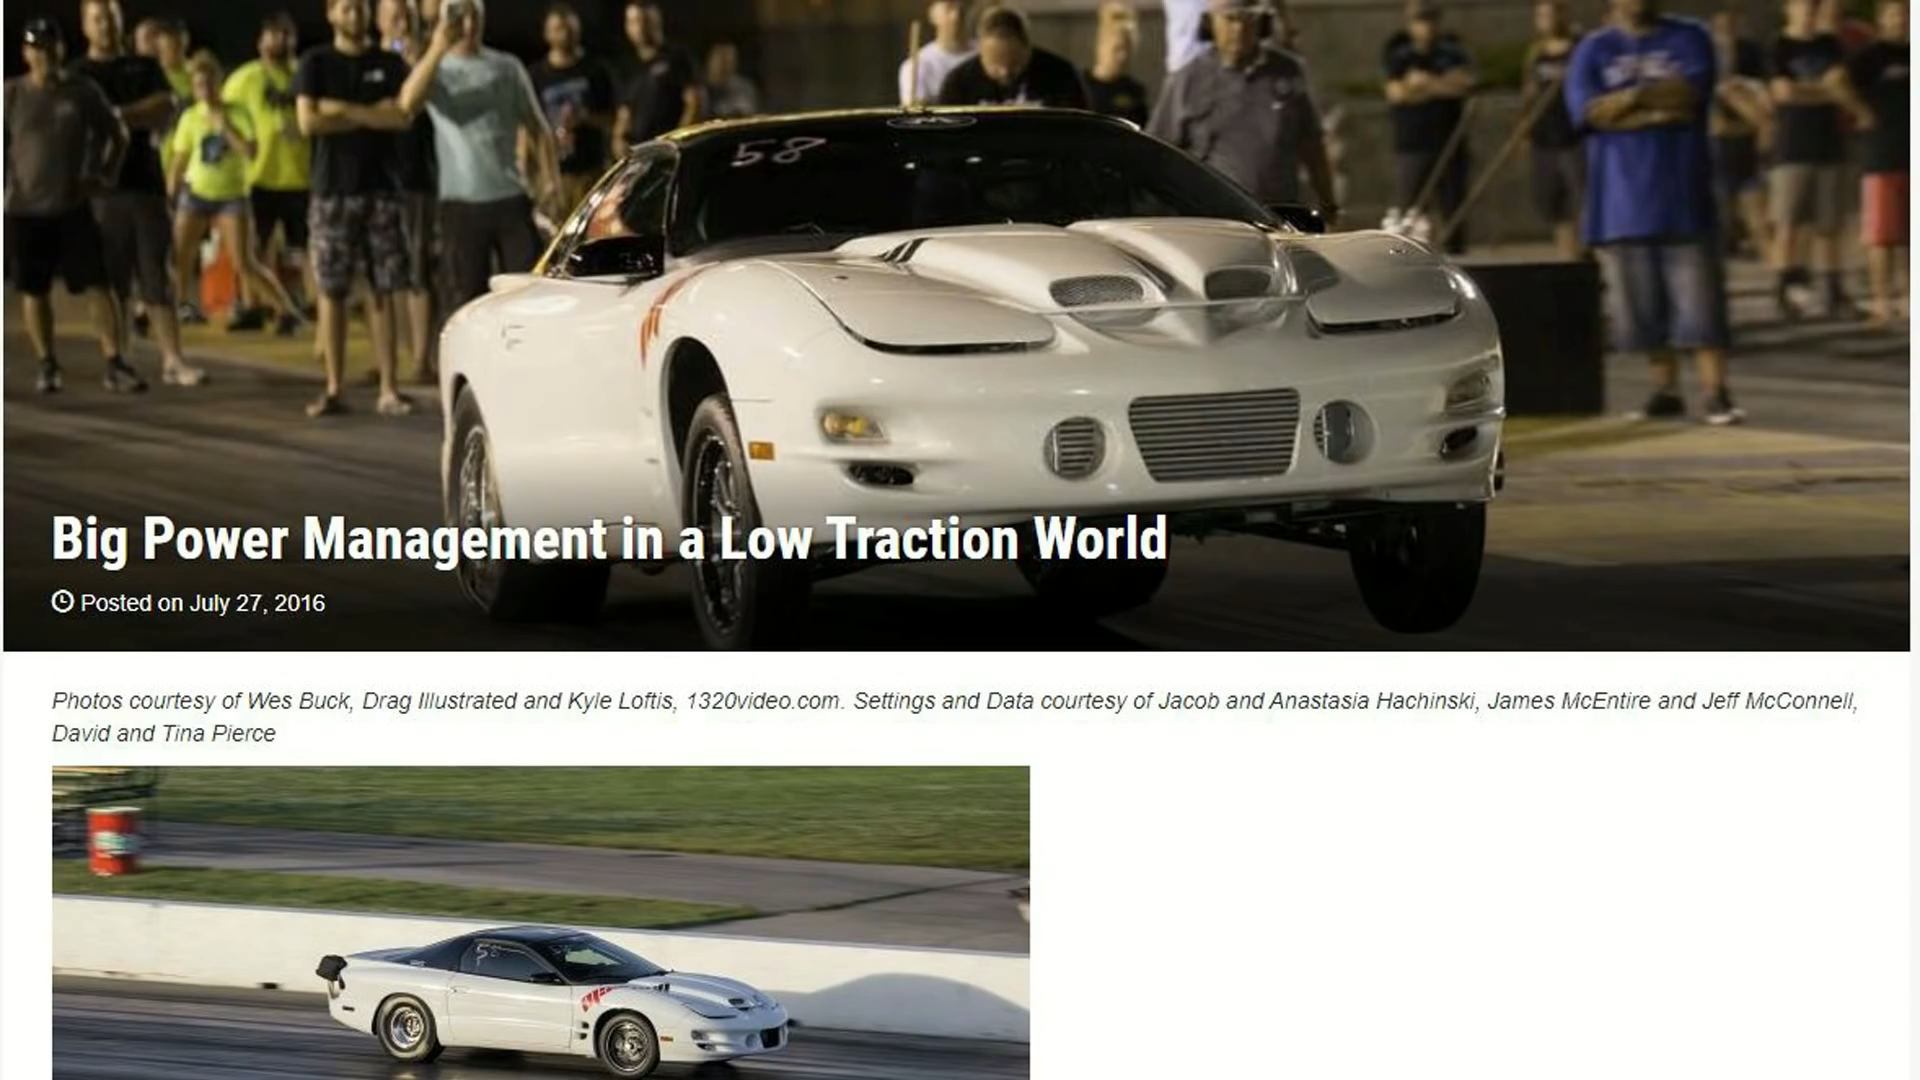 58
Big Power Management in a Low Traction World
Posted on July 27, 2016
Photos courtesy of Wes Buck, Drag Illustrated and Kyle Loftis, 1320video.com. Settings and Data courtesy of Jacob and Anastasia Hachinski, James McEntire and Jeff McConnell,
David and Tina Pierce
58